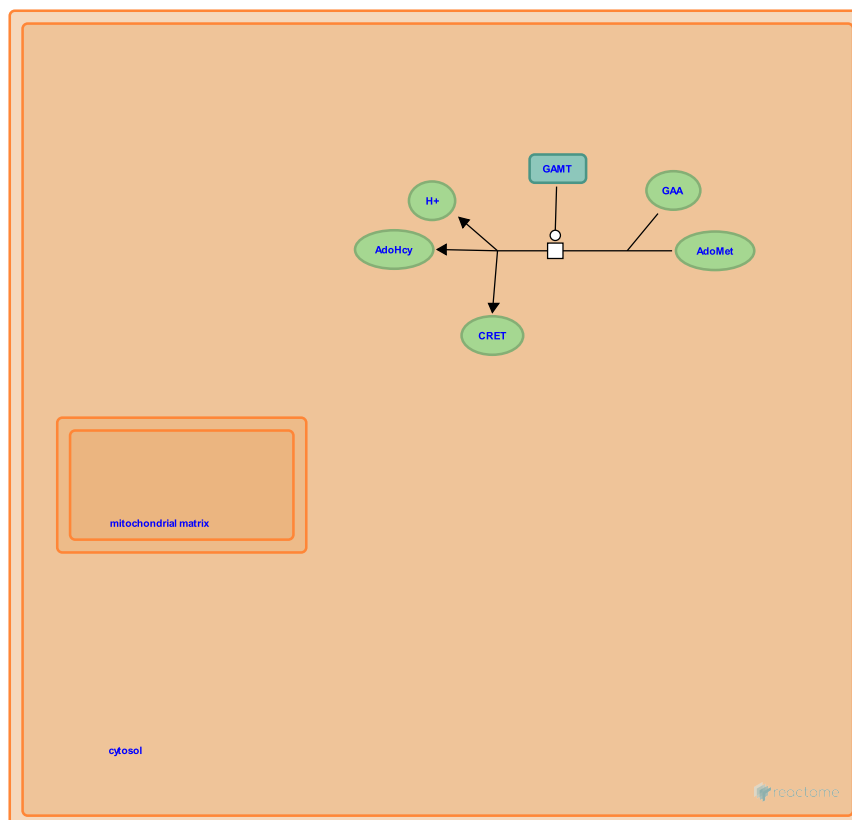 GAMT
GAA
H+
AdoHcy
AdoMet
CRET
mitochondrial matrix
cytosol
reactome